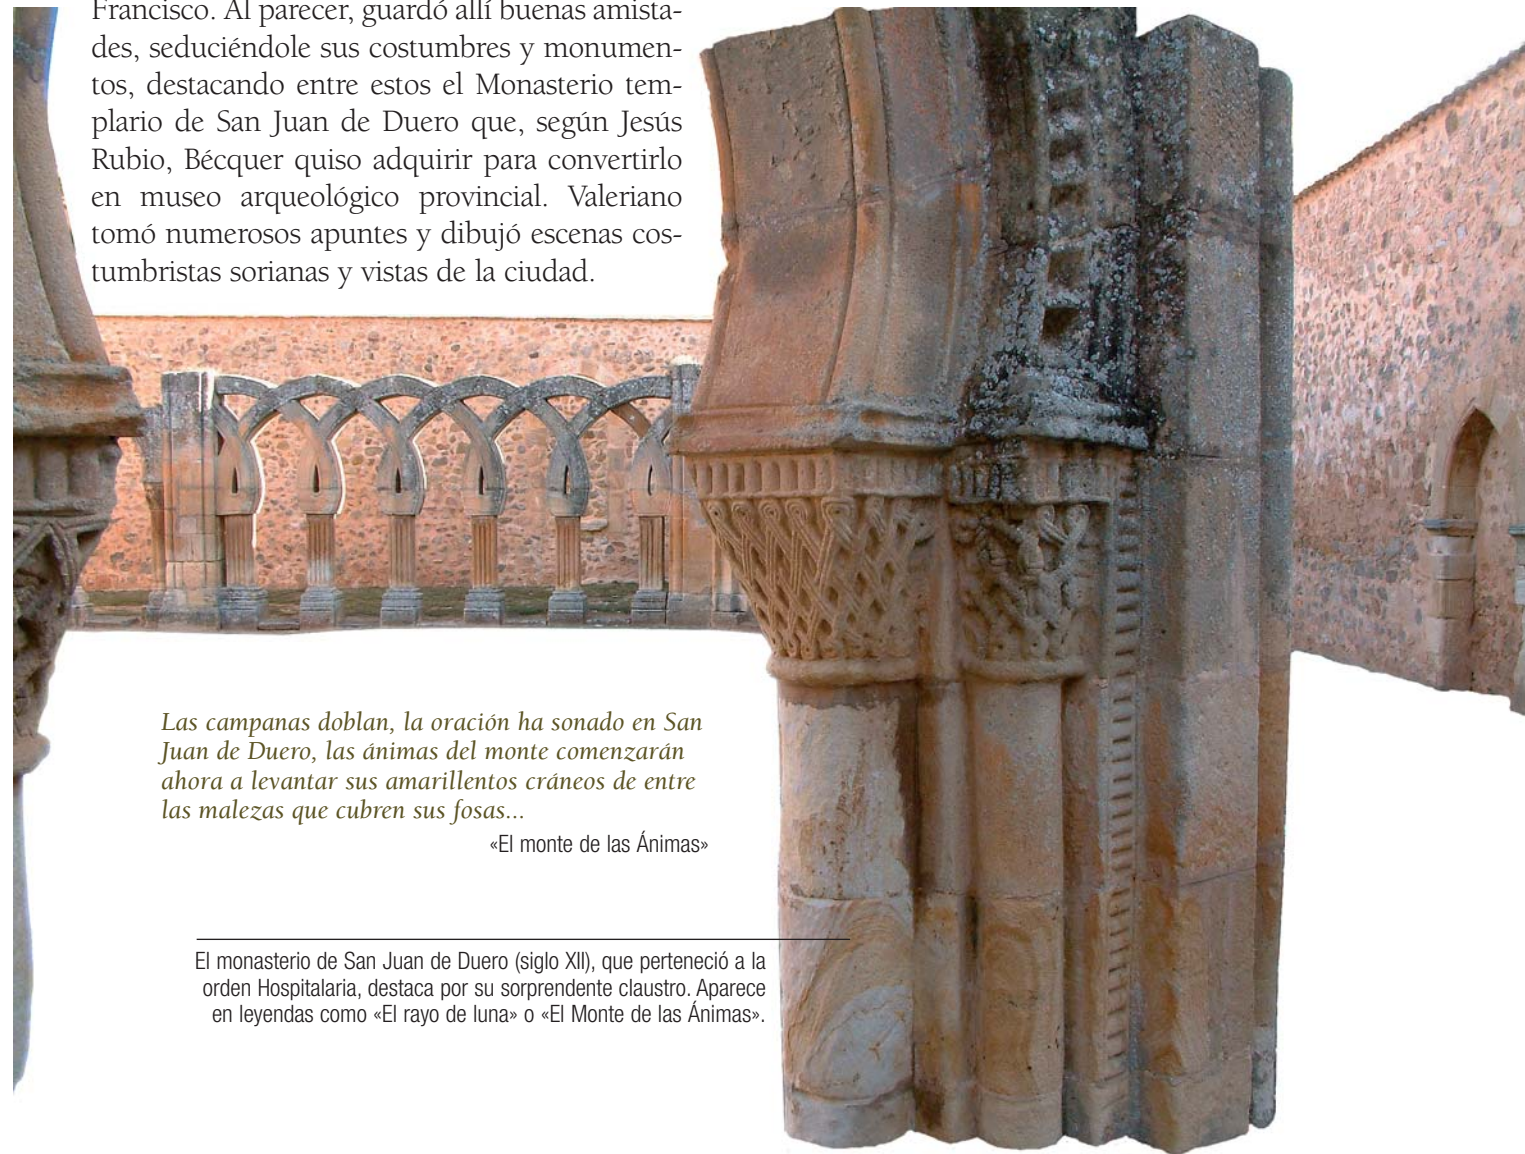 Francisco. Al parecer, guardó allí buenas amista-
des, seduciéndole sus costumbres y monumen-
tos, destacando entre estos el Monasterio tem-
plario de San Juan de Duero que, según Jesús
Rubio, Bécquer quiso adquirir para convertirlo
en museo arqueológico provincial. Valeriano
tomó numerosos apuntes y dibujó escenas cos-
tumbristas sorianas y vistas de la ciudad.
Las campanas doblan, la oración ha sonado en San
Juan de Duero, las ánimas del monte comenzarán
ahora a levantar sus amarillentos cráneos de entre
las malezas que cubren sus fosas...
«El monte de las Ánimas»
El monasterio de San Juan de Duero (siglo XII), que perteneció a la
orden Hospitalaria, destaca por su sorprendente claustro. Aparece
en leyendas como «El rayo de luna» o «El Monte de las Ánimas».